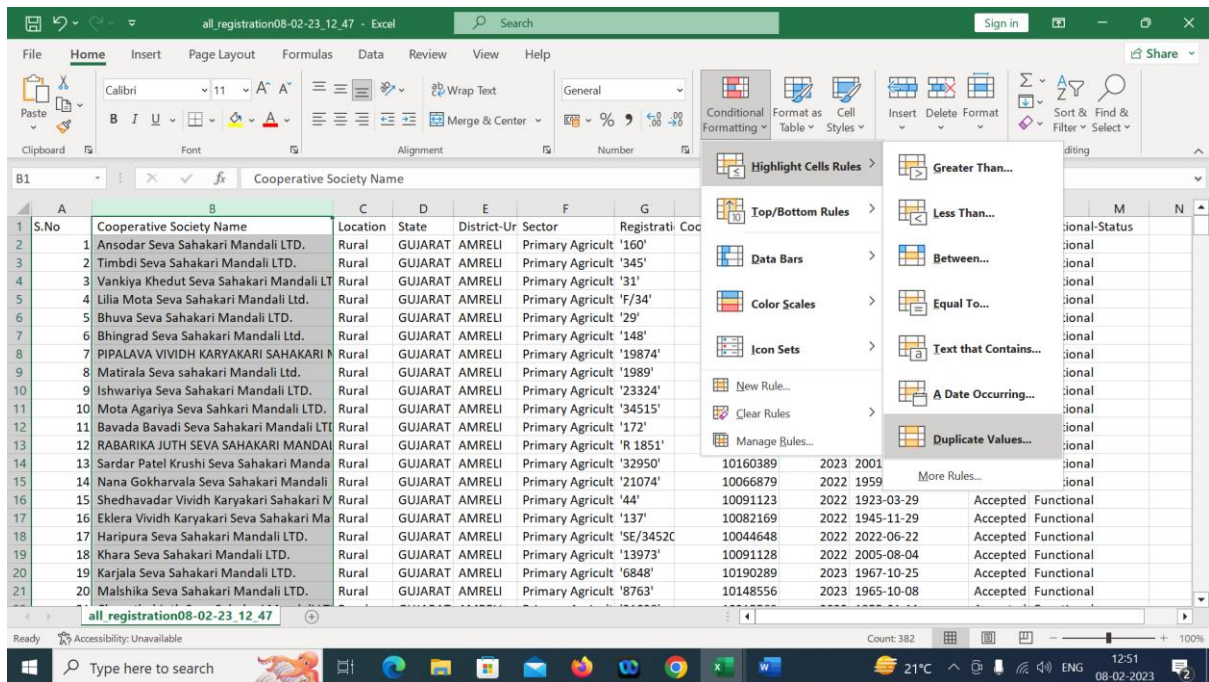 all_registration08-02-23_12_47 - Excel
Search
Sign in
File Home Insert Page Layout Formulas Data Review View Help
Share
Paste
Calibri 11 A^ A˅
B I U A
Wrap Text
Merge & Center
General
% 9
Conditional Formatting
Format as Table
Cell Styles
Insert Delete Format
Sort & Filter
Find & Select
Clipboard Font Alignment Number
diting
B1 fx Cooperative Society Name
Highlight Cells Rules
Top/Bottom Rules
Data Bars
Color Scales
Icon Sets
New Rule...
Clear Rules
Manage Rules...
Greater Than...
Less Than...
Between...
Equal To...
Text that Contains...
A Date Occurring...
Duplicate Values...
More Rules...
A B C D E F G M N
1 S.No Cooperative Society Name Location State District-Ur Sector Registrati Coo tional-Status
2 1 Ansodar Seva Sahakari Mandali LTD. Rural GUJARAT AMRELI Primary Agricult '160' tional
3 2 Timbdi Seva Sahakari Mandali LTD. Rural GUJARAT AMRELI Primary Agricult '345' tional
4 3 Vankiya Khedut Seva Sahakari Mandali LT Rural GUJARAT AMRELI Primary Agricult '31' tional
5 4 Lilia Mota Seva Sahakari Mandali Ltd. Rural GUJARAT AMRELI Primary Agricult 'F/34' tional
6 5 Bhuva Seva Sahakari Mandali LTD. Rural GUJARAT AMRELI Primary Agricult '29' tional
7 6 Bhingrad Seva Sahakari Mandali Ltd. Rural GUJARAT AMRELI Primary Agricult '148' tional
8 7 PIPALAVA VIVIDH KARYAKARI SAHAKARI M Rural GUJARAT AMRELI Primary Agricult '19874' tional
9 8 Matirala Seva sahakari Mandali Ltd. Rural GUJARAT AMRELI Primary Agricult '1989' tional
10 9 Ishwariya Seva Sahkari Mandali LTD. Rural GUJARAT AMRELI Primary Agricult '23324' tional
11 10 Mota Agariya Seva Sahkari Mandali LTD. Rural GUJARAT AMRELI Primary Agricult '34515' tional
12 11 Bavada Bavadi Seva Sahakari Mandali LTD Rural GUJARAT AMRELI Primary Agricult '172' tional
13 12 RABARIKA JUTH SEVA SAHAKARI MANDAL Rural GUJARAT AMRELI Primary Agricult 'R 1851' tional
14 13 Sardar Patel Krushi Seva Sahakari Manda Rural GUJARAT AMRELI Primary Agricult '32950' 10160389 2023 2001 tional
15 14 Nana Gokharvala Seva Sahakari Mandali Rural GUJARAT AMRELI Primary Agricult '21074' 10066879 2022 1959 tional
16 15 Shedhavadar Vividh Karyakari Sahakari M Rural GUJARAT AMRELI Primary Agricult '44' 10091123 2022 1923-03-29 Accepted Functional
17 16 Eklera Vividh Karyakari Seva Sahakari Ma Rural GUJARAT AMRELI Primary Agricult '137' 10082169 2022 1945-11-29 Accepted Functional
18 17 Haripura Seva Sahakari Mandali LTD. Rural GUJARAT AMRELI Primary Agricult 'SE/34520 10044648 2022 2022-06-22 Accepted Functional
19 18 Khara Seva Sahakari Mandali LTD. Rural GUJARAT AMRELI Primary Agricult '13973' 10091128 2022 2005-08-04 Accepted Functional
20 19 Karjala Seva Sahakari Mandali LTD. Rural GUJARAT AMRELI Primary Agricult '6848' 10190289 2023 1967-10-25 Accepted Functional
21 20 Malshika Seva Sahakari Mandali LTD. Rural GUJARAT AMRELI Primary Agricult '8763' 10148556 2023 1965-10-08 Accepted Functional
all_registration08-02-23_12_47
Ready Accessibility: Unavailable Count: 382 100%
Type here to search
21°C ENG 12:51
08-02-2023
2